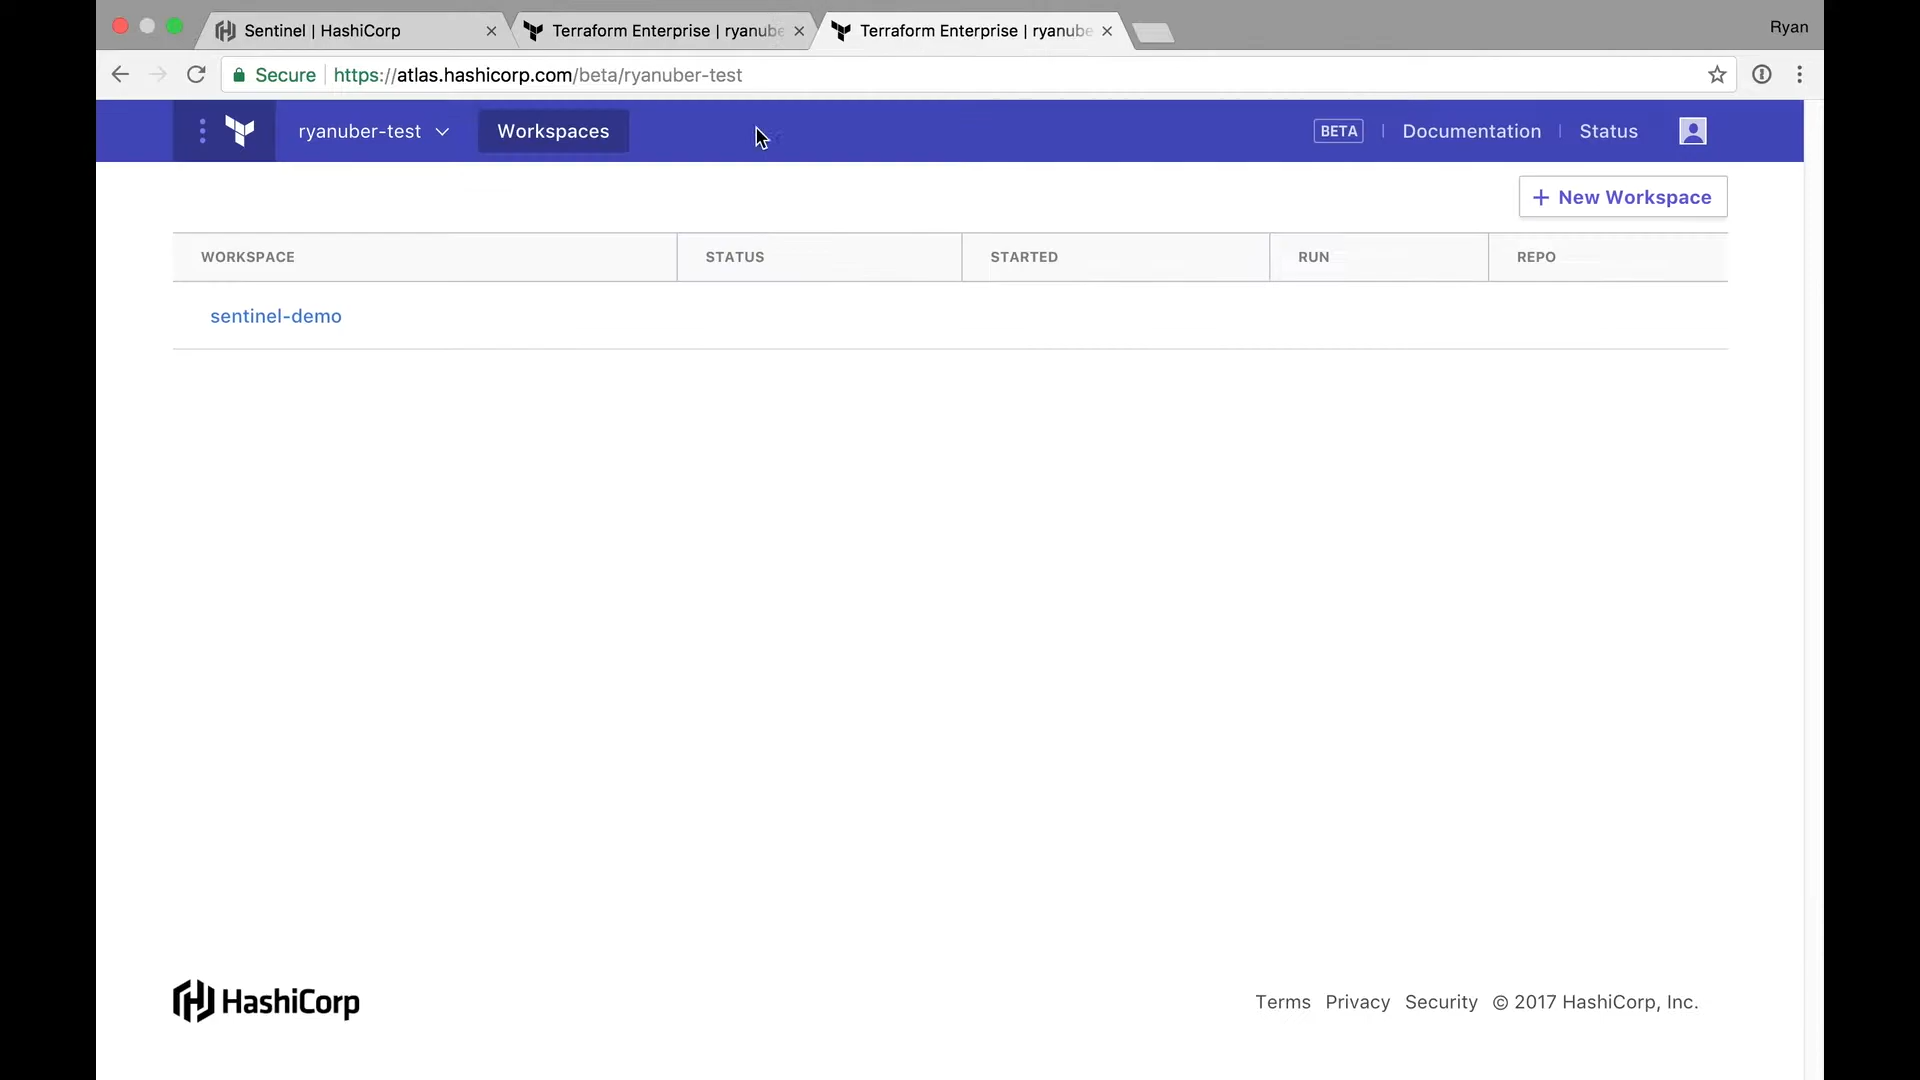 Sentinel | HashiCorp
Terraform Enterprise | ryanube
Terraform Enterprise | ryanube
Ryan
Secure
https://atlas.hashicorp.com/beta/ryanuber-test
ryanuber-test
Workspaces
BETA
Documentation
Status
+ New Workspace
WORKSPACE
STATUS
STARTED
RUN
REPO
sentinel-demo
HashiCorp
Terms Privacy Security © 2017 HashiCorp, Inc.